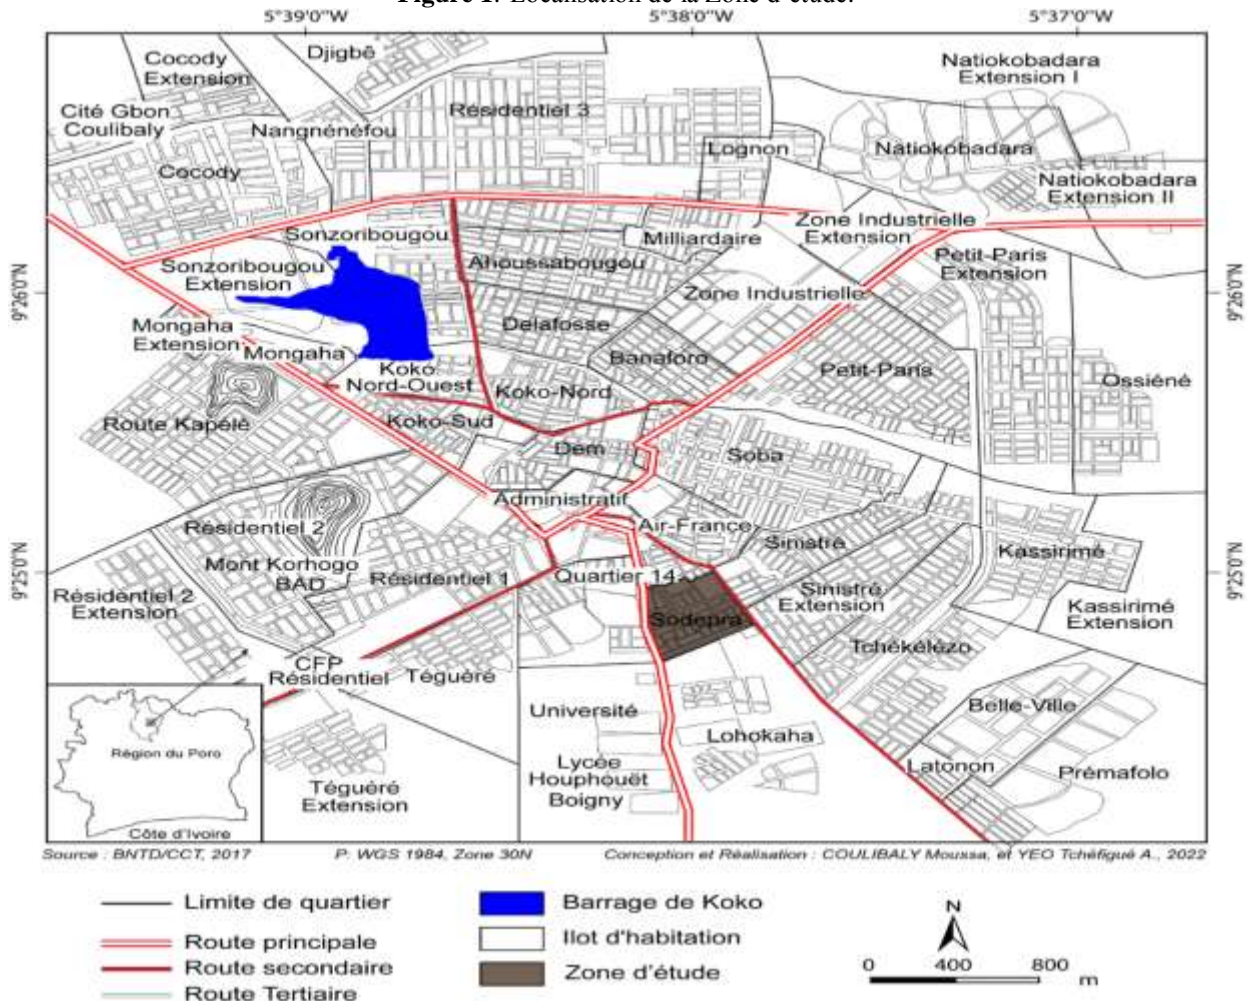 Figure 1: Localisation de la Zone d'étude.
5°39'0"W
5°38'0"W
5°37'0"W
Djigbē
Cocody
Extension
Natiokobadara
Extension I
Cité Gbon
Coulibaly
Résidentiel 3
Nangnénéfou
Lognon
Natiokobadara
Cocody
Natiokobadara
Extension II
Zone Industrielle
Extension
Sonzoribougou
Milliardaire
Petit-Paris
Extension
Sonzoribougou
Extension
Ahoussabougou
Zone Industrielle
9°26'0"N
9°26'0"N
Mongaha
Extension
Delafosse
Mongaha
Banaforo
Koko
Nord-Ouest
Petit-Paris
Ossiéné
Koko-Nord
Route Kapélé
Koko-Sud
Dem
Soba
Administratif
Résidentiel 2
Air-France
Sinistré
Kassirimé
Mont Korhogo
BAD
Résidentiel 1
Quartier 14
9°25'0"N
9°25'0"N
Résidentiel 2
Extension
Sinistré
Extension
Kassirimé
Extension
Sodepra
Tchékélézo
CFP
Résidentiel
Téguéré
Belle-Ville
Université
Lohokaha
Région du Poro
Lycée
Houphouët
Boigny
Latonon
Prémafolo
Téguéré
Extension
Côte d'Ivoire
Source : BNTD/CCT, 2017
P: WGS 1984, Zone 30N
Conception et Réalisation : COULIBALY Moussa, et YEO Tchéfigué A., 2022
Limite de quartier
Route principale
Route secondaire
Route Tertiaire
Barrage de Koko
Ilot d'habitation
Zone d'étude
N
0 400 800
m